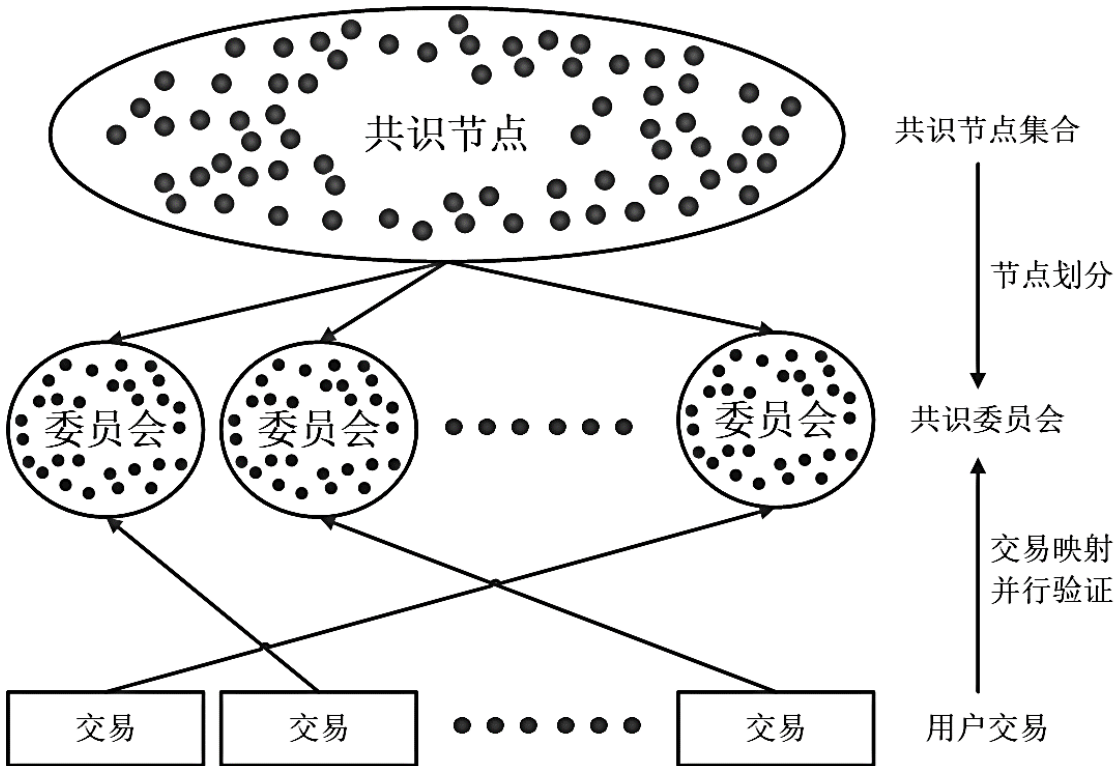 共识节点
共识节点集合
节点划分
委员会
委员会
委员会
共识委员会
交易映射
并行验证
交易
交易
交易
用户交易